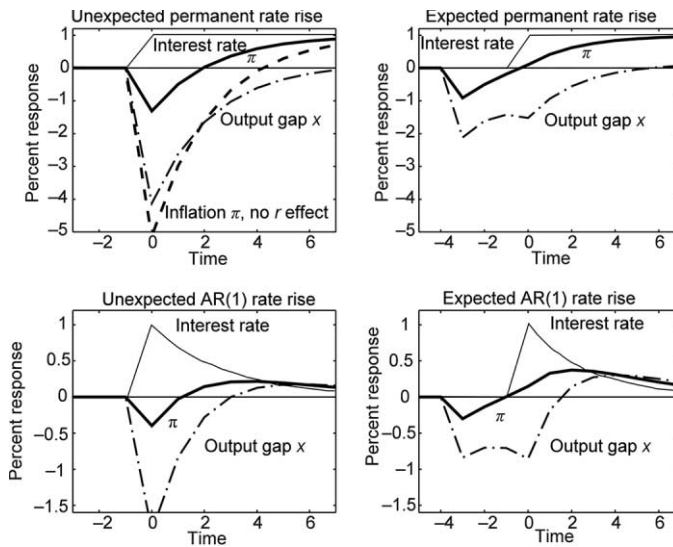 Unexpected permanent rate rise
1
0
−1
−2
−3
−4
−5
Percent response
Interest rate
π
Output gap x
Inflation π, no r effect
−2 0 2 4 6
Time
Expected permanent rate rise
1
0
−1
−2
−3
−4
−5
Percent response
Interest rate
π
Output gap x
−4 −2 0 2 4 6
Time
Unexpected AR(1) rate rise
1
0.5
0
−0.5
−1
−1.5
Percent response
Interest rate
π
Output gap x
−2 0 2 4 6
Time
Expected AR(1) rate rise
1
0.5
0
−0.5
−1
−1.5
Percent response
Interest rate
π
Output gap x
−4 −2 0 2 4 6
Time